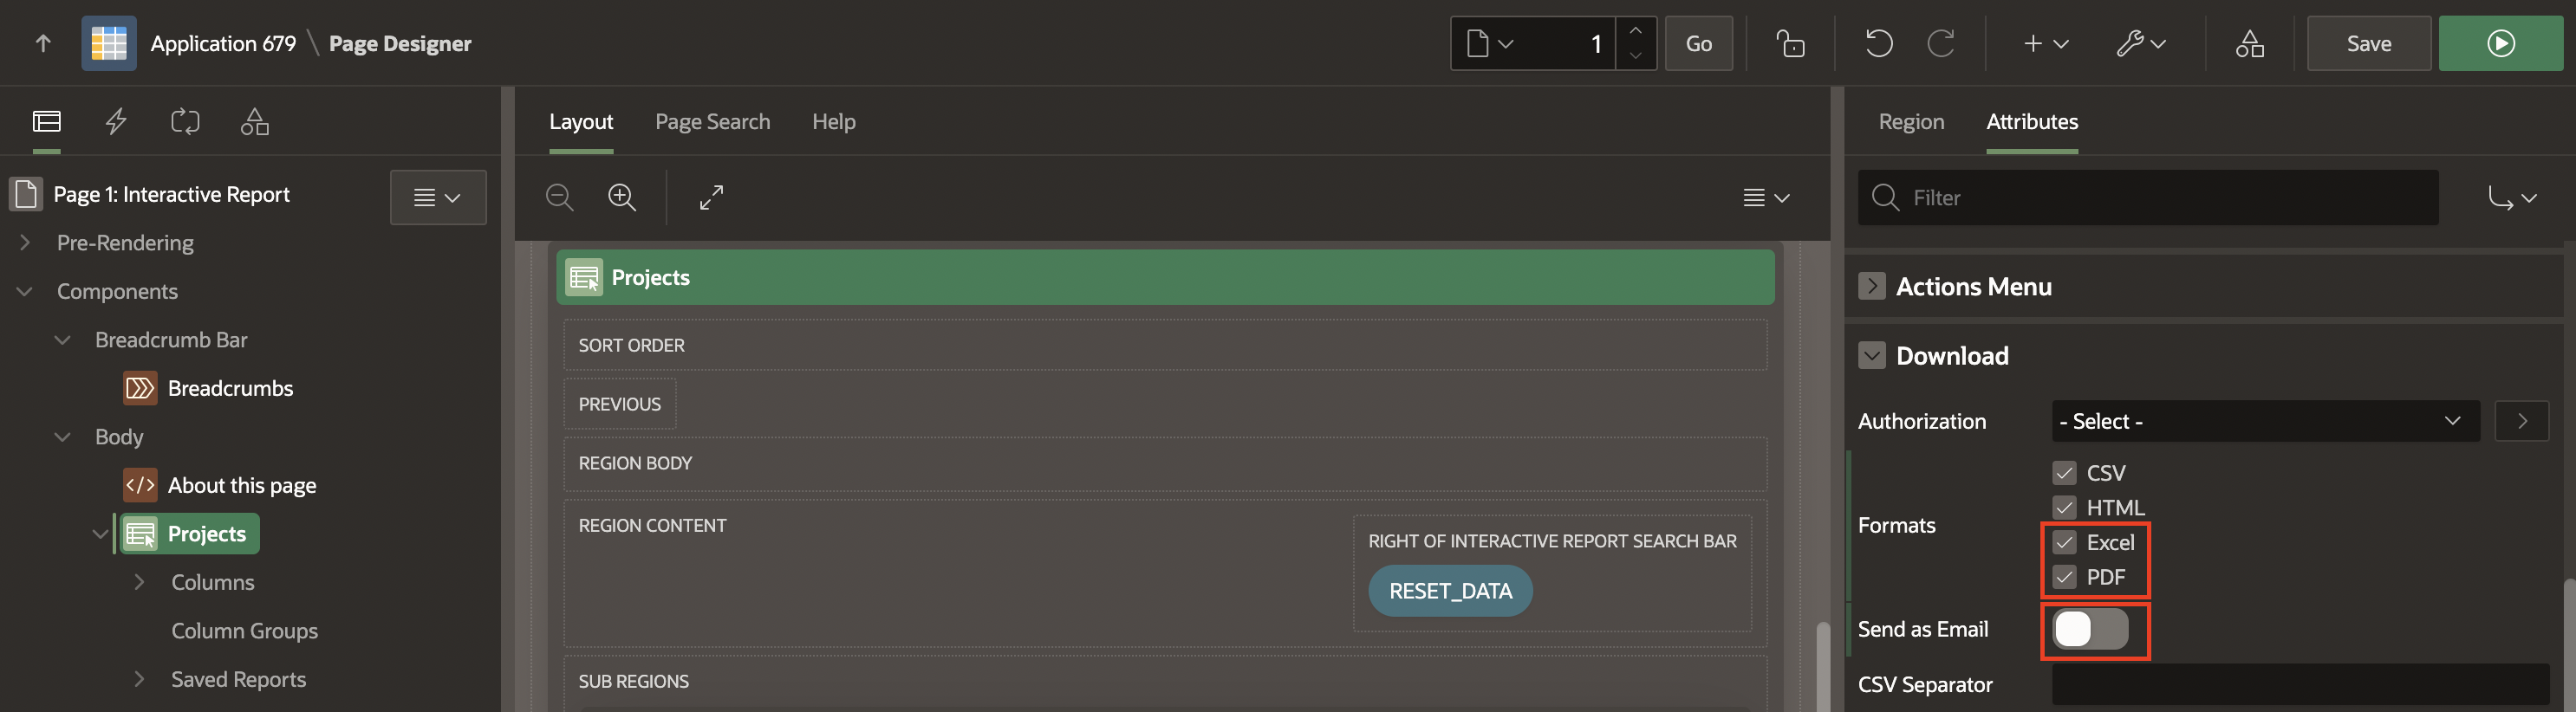 Application 679 \ Page Designer
1
Go
Save
Layout
Page Search
Help
Region
Attributes
Page 1: Interactive Report
Filter
Pre-Rendering
Components
Breadcrumb Bar
Breadcrumbs
Body
</> About this page
Projects
Columns
Column Groups
Saved Reports
Projects
SORT ORDER
PREVIOUS
REGION BODY
REGION CONTENT
RIGHT OF INTERACTIVE REPORT SEARCH BAR
RESET_DATA
SUB REGIONS
Actions Menu
Download
Authorization
- Select -
Formats
CSV
HTML
Excel
PDF
Send as Email
CSV Separator